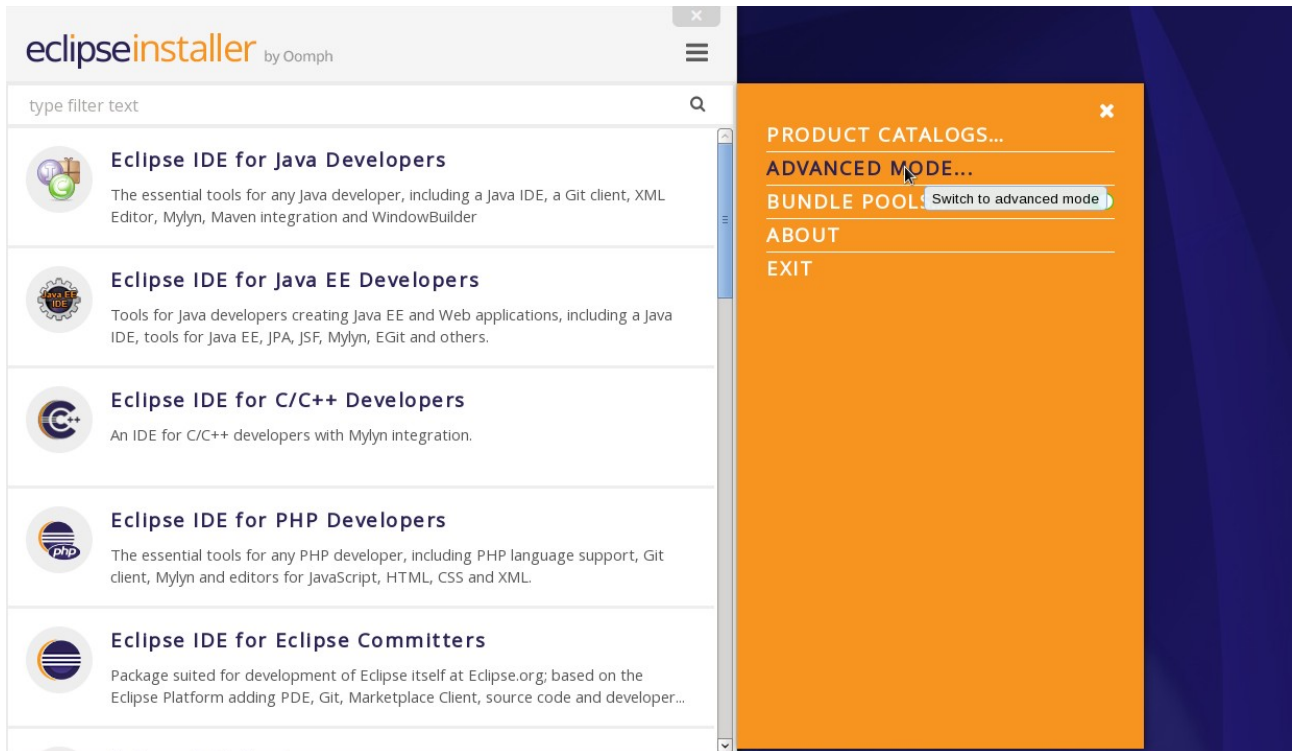 eclipseinstaller by Oomph
type filter text
Eclipse IDE for Java Developers
The essential tools for any Java developer, including a Java IDE, a Git client, XML
Editor, Mylyn, Maven integration and WindowBuilder
Eclipse IDE for Java EE Developers
Java EE
IDE
Tools for Java developers creating Java EE and Web applications, including a Java
IDE, tools for Java EE, JPA, JSF, Mylyn, EGit and others.
Eclipse IDE for C/C++ Developers
C++
An IDE for C/C++ developers with Mylyn integration.
Eclipse IDE for PHP Developers
php
The essential tools for any PHP developer, including PHP language support, Git
client, Mylyn and editors for JavaScript, HTML, CSS and XML.
Eclipse IDE for Eclipse Committers
Package suited for development of Eclipse itself at Eclipse.org; based on the
Eclipse Platform adding PDE, Git, Marketplace Client, source code and developer...
PRODUCT CATALOGS...
ADVANCED MODE...
BUNDLE POOLS
Switch to advanced mode
ABOUT
EXIT